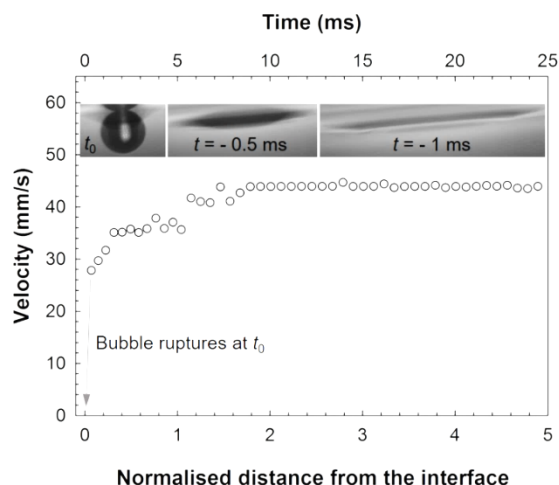 Time (ms)
0 5 10 15 20 25
60
50
40
30
20
10
0
Velocity (mm/s)
t₀
t = - 0.5 ms
t = - 1 ms
Bubble ruptures at t₀
0 1 2 3 4 5
Normalised distance from the interface